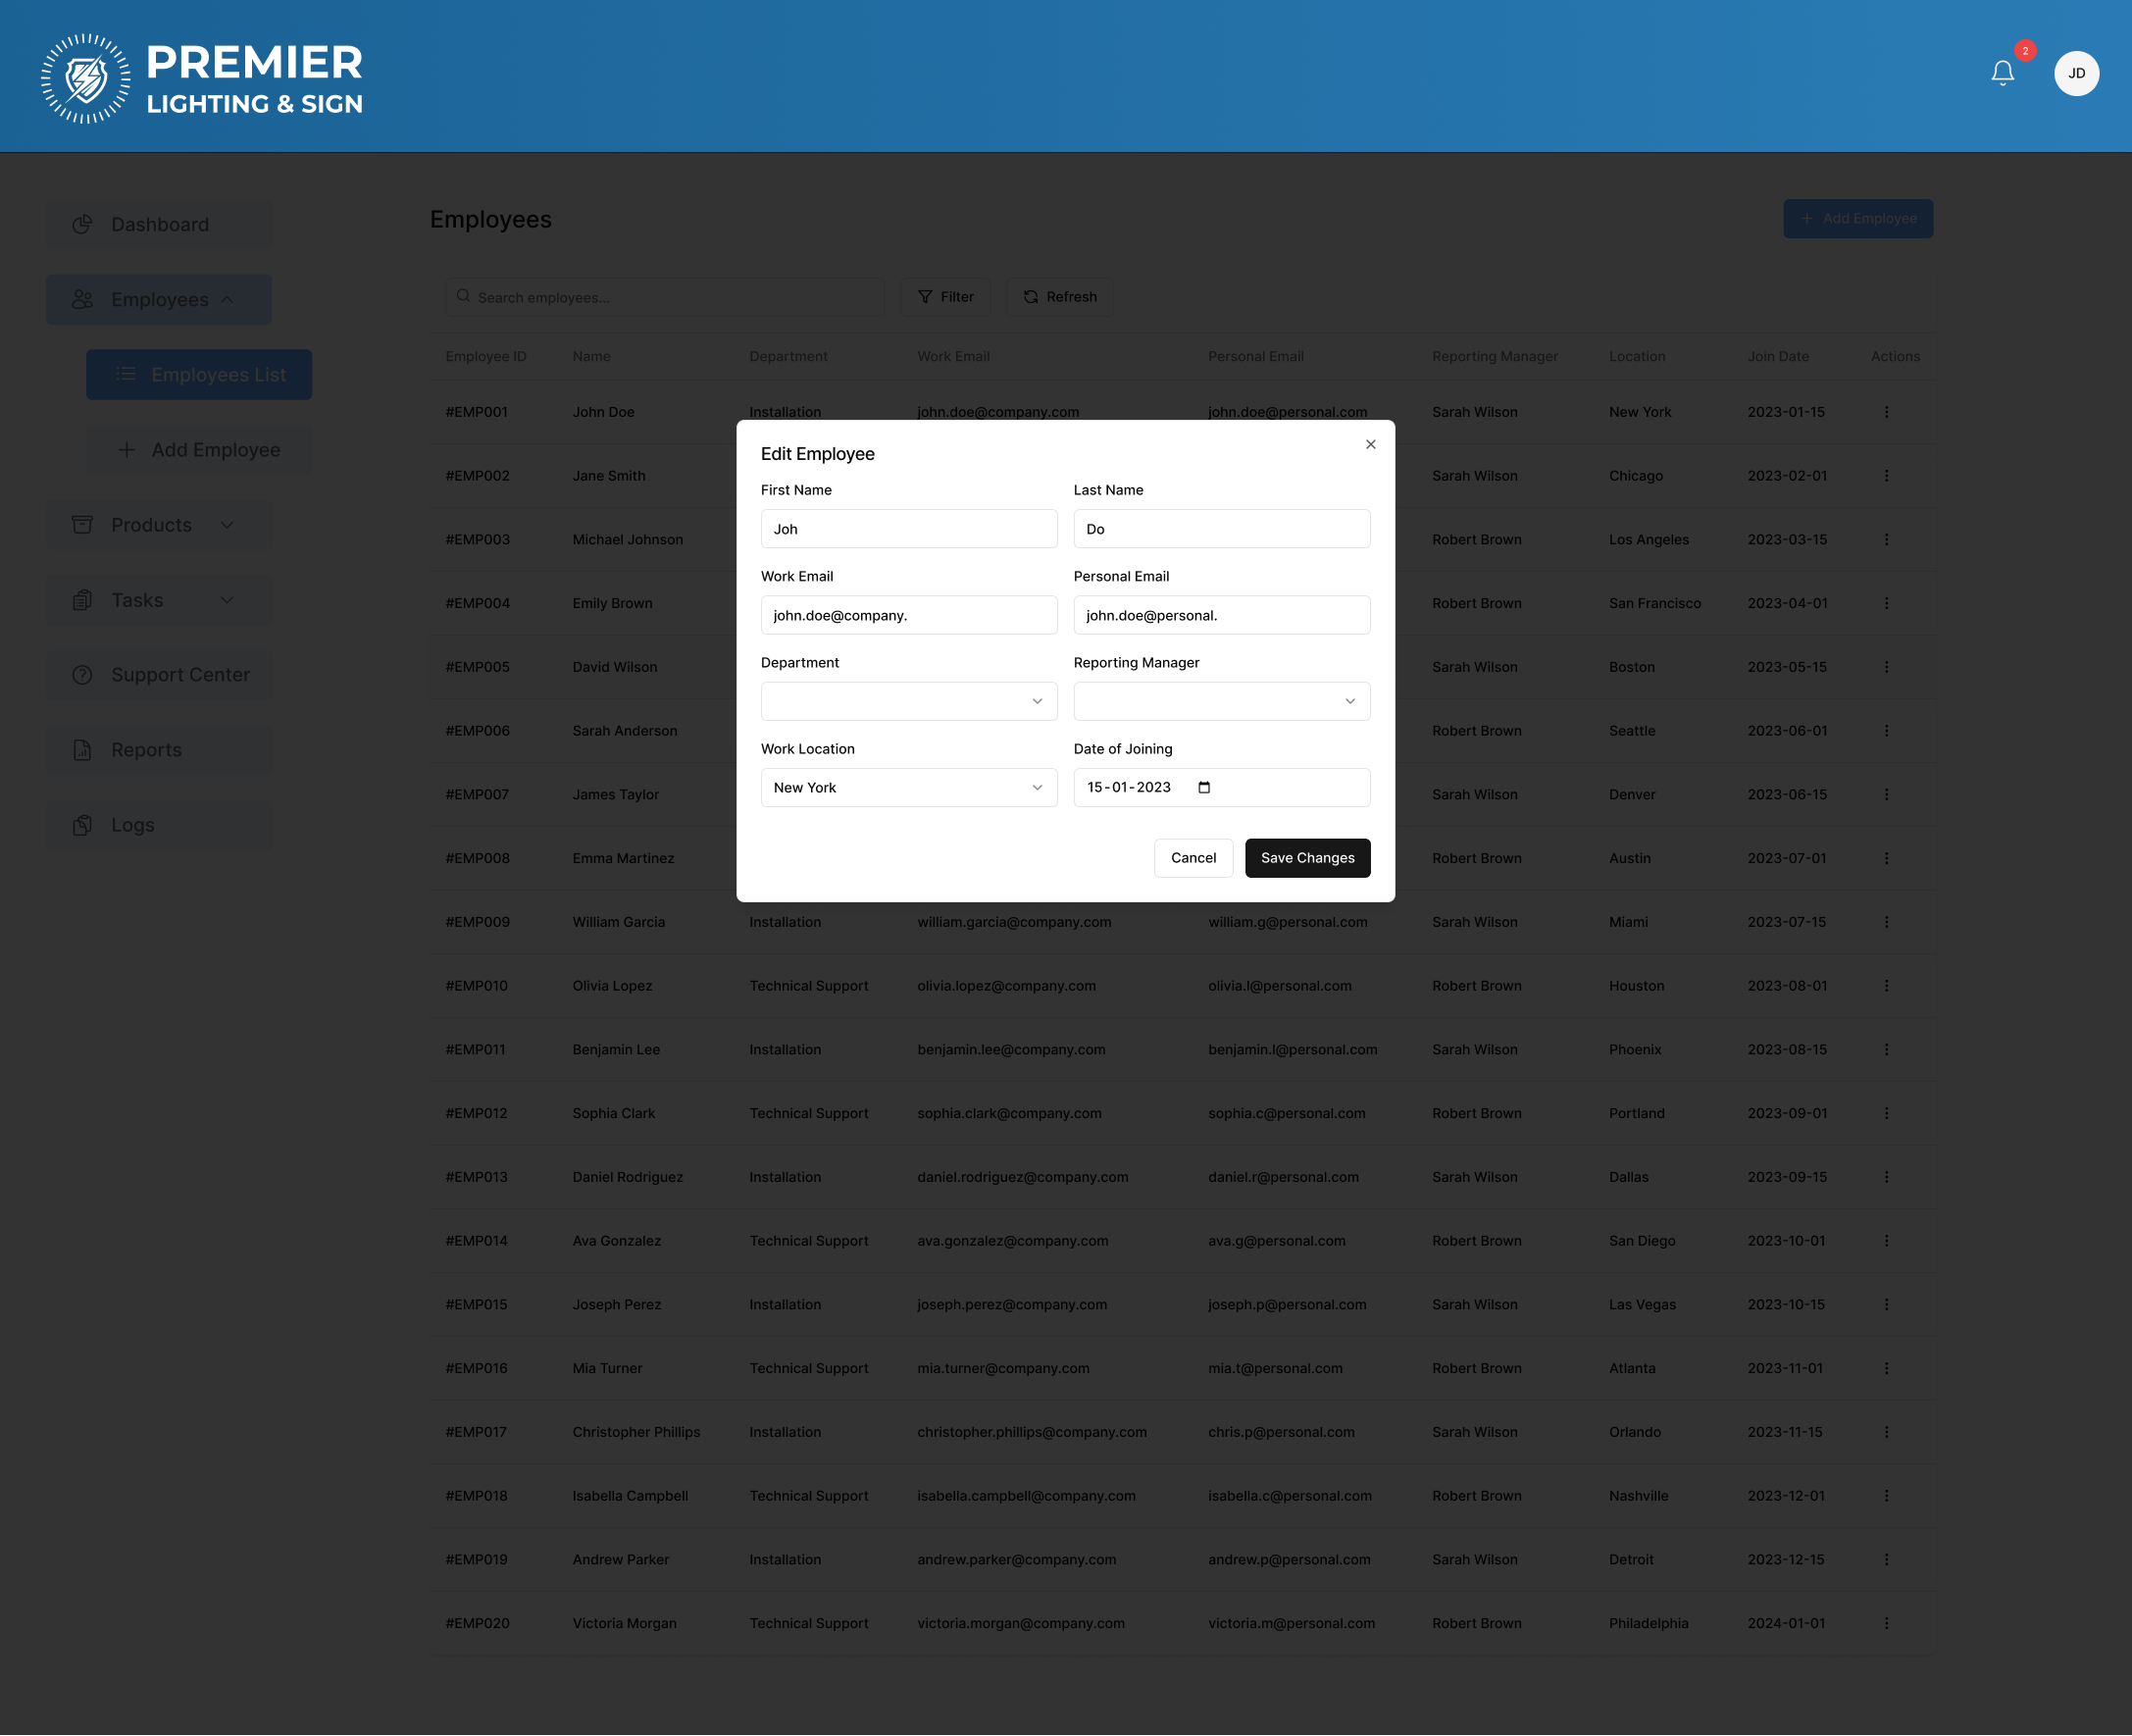 PREMIER
LIGHTING & SIGN
2
JD
Dashboard
Employees
Employees List
Add Employee
Products
Tasks
Support Center
Reports
Logs
Employees
Add Employee
Search employees...
Filter
Refresh
Employee ID Name Department Work Email Personal Email Reporting Manager Location Join Date Actions
#EMP001 John Doe Installation john.doe@company.com john.doe@personal.com Sarah Wilson New York 2023-01-15
#EMP002 Jane Smith Sarah Wilson Chicago 2023-02-01
#EMP003 Michael Johnson Robert Brown Los Angeles 2023-03-15
#EMP004 Emily Brown Robert Brown San Francisco 2023-04-01
#EMP005 David Wilson Sarah Wilson Boston 2023-05-15
#EMP006 Sarah Anderson Robert Brown Seattle 2023-06-01
#EMP007 James Taylor Sarah Wilson Denver 2023-06-15
#EMP008 Emma Martinez Robert Brown Austin 2023-07-01
#EMP009 William Garcia Installation william.garcia@company.com william.g@personal.com Sarah Wilson Miami 2023-07-15
#EMP010 Olivia Lopez Technical Support olivia.lopez@company.com olivia.l@personal.com Robert Brown Houston 2023-08-01
#EMP011 Benjamin Lee Installation benjamin.lee@company.com benjamin.l@personal.com Sarah Wilson Phoenix 2023-08-15
#EMP012 Sophia Clark Technical Support sophia.clark@company.com sophia.c@personal.com Robert Brown Portland 2023-09-01
#EMP013 Daniel Rodriguez Installation daniel.rodriguez@company.com daniel.r@personal.com Sarah Wilson Dallas 2023-09-15
#EMP014 Ava Gonzalez Technical Support ava.gonzalez@company.com ava.g@personal.com Robert Brown San Diego 2023-10-01
#EMP015 Joseph Perez Installation joseph.perez@company.com joseph.p@personal.com Sarah Wilson Las Vegas 2023-10-15
#EMP016 Mia Turner Technical Support mia.turner@company.com mia.t@personal.com Robert Brown Atlanta 2023-11-01
#EMP017 Christopher Phillips Installation christopher.phillips@company.com chris.p@personal.com Sarah Wilson Orlando 2023-11-15
#EMP018 Isabella Campbell Technical Support isabella.campbell@company.com isabella.c@personal.com Robert Brown Nashville 2023-12-01
#EMP019 Andrew Parker Installation andrew.parker@company.com andrew.p@personal.com Sarah Wilson Detroit 2023-12-15
#EMP020 Victoria Morgan Technical Support victoria.morgan@company.com victoria.m@personal.com Robert Brown Philadelphia 2024-01-01
Edit Employee
First Name Last Name
Joh Do
Work Email Personal Email
john.doe@company. john.doe@personal.
Department Reporting Manager
Work Location Date of Joining
New York 15-01-2023
Cancel Save Changes